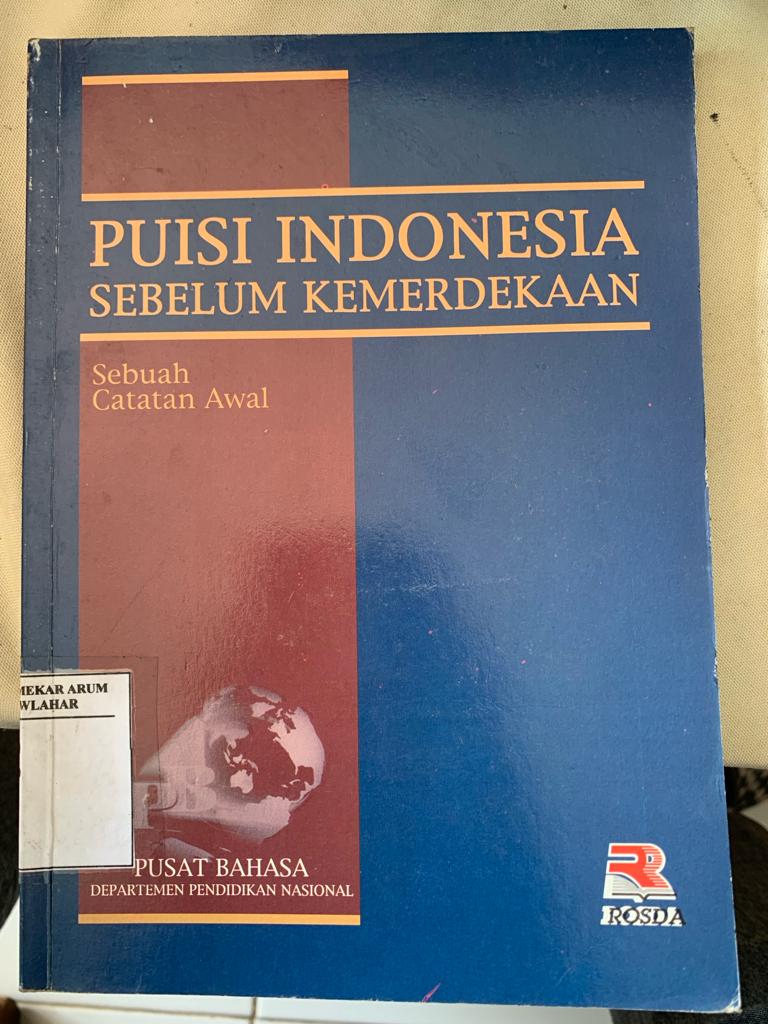 PUISI INDONESIA
SEBELUM KEMERDEKAAN
Sebuah
Catatan Awal
MEKAR ARUM
WLAHAR
PUSAT BAHASA
DEPARTEMEN PENDIDIKAN NASIONAL
ROSDA